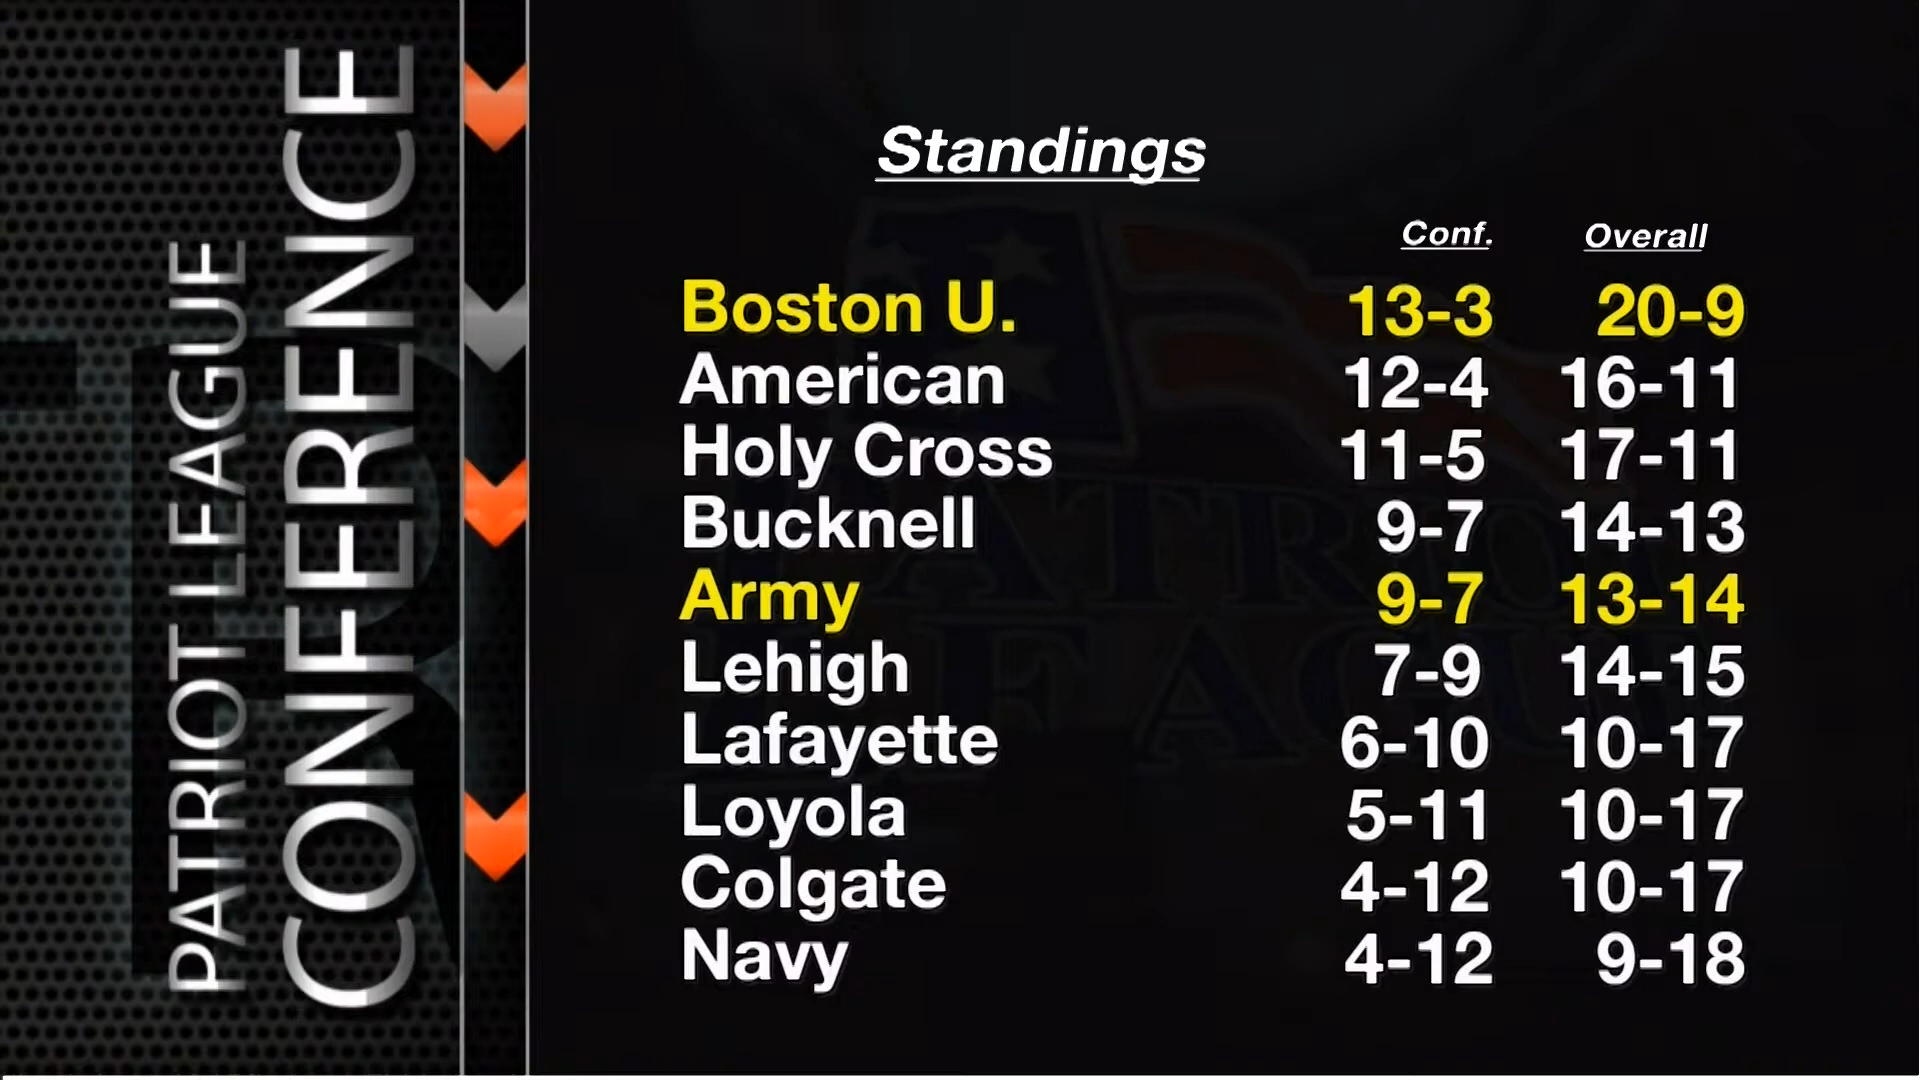 PATRIOT LEAGUE
CONFERENCE
Standings
Conf. Overall
Boston U. 13-3 20-9
American 12-4 16-11
Holy Cross 11-5 17-11
Bucknell 9-7 14-13
Army 9-7 13-14
Lehigh 7-9 14-15
Lafayette 6-10 10-17
Loyola 5-11 10-17
Colgate 4-12 10-17
Navy 4-12 9-18
PATRIOT
LEAGUE